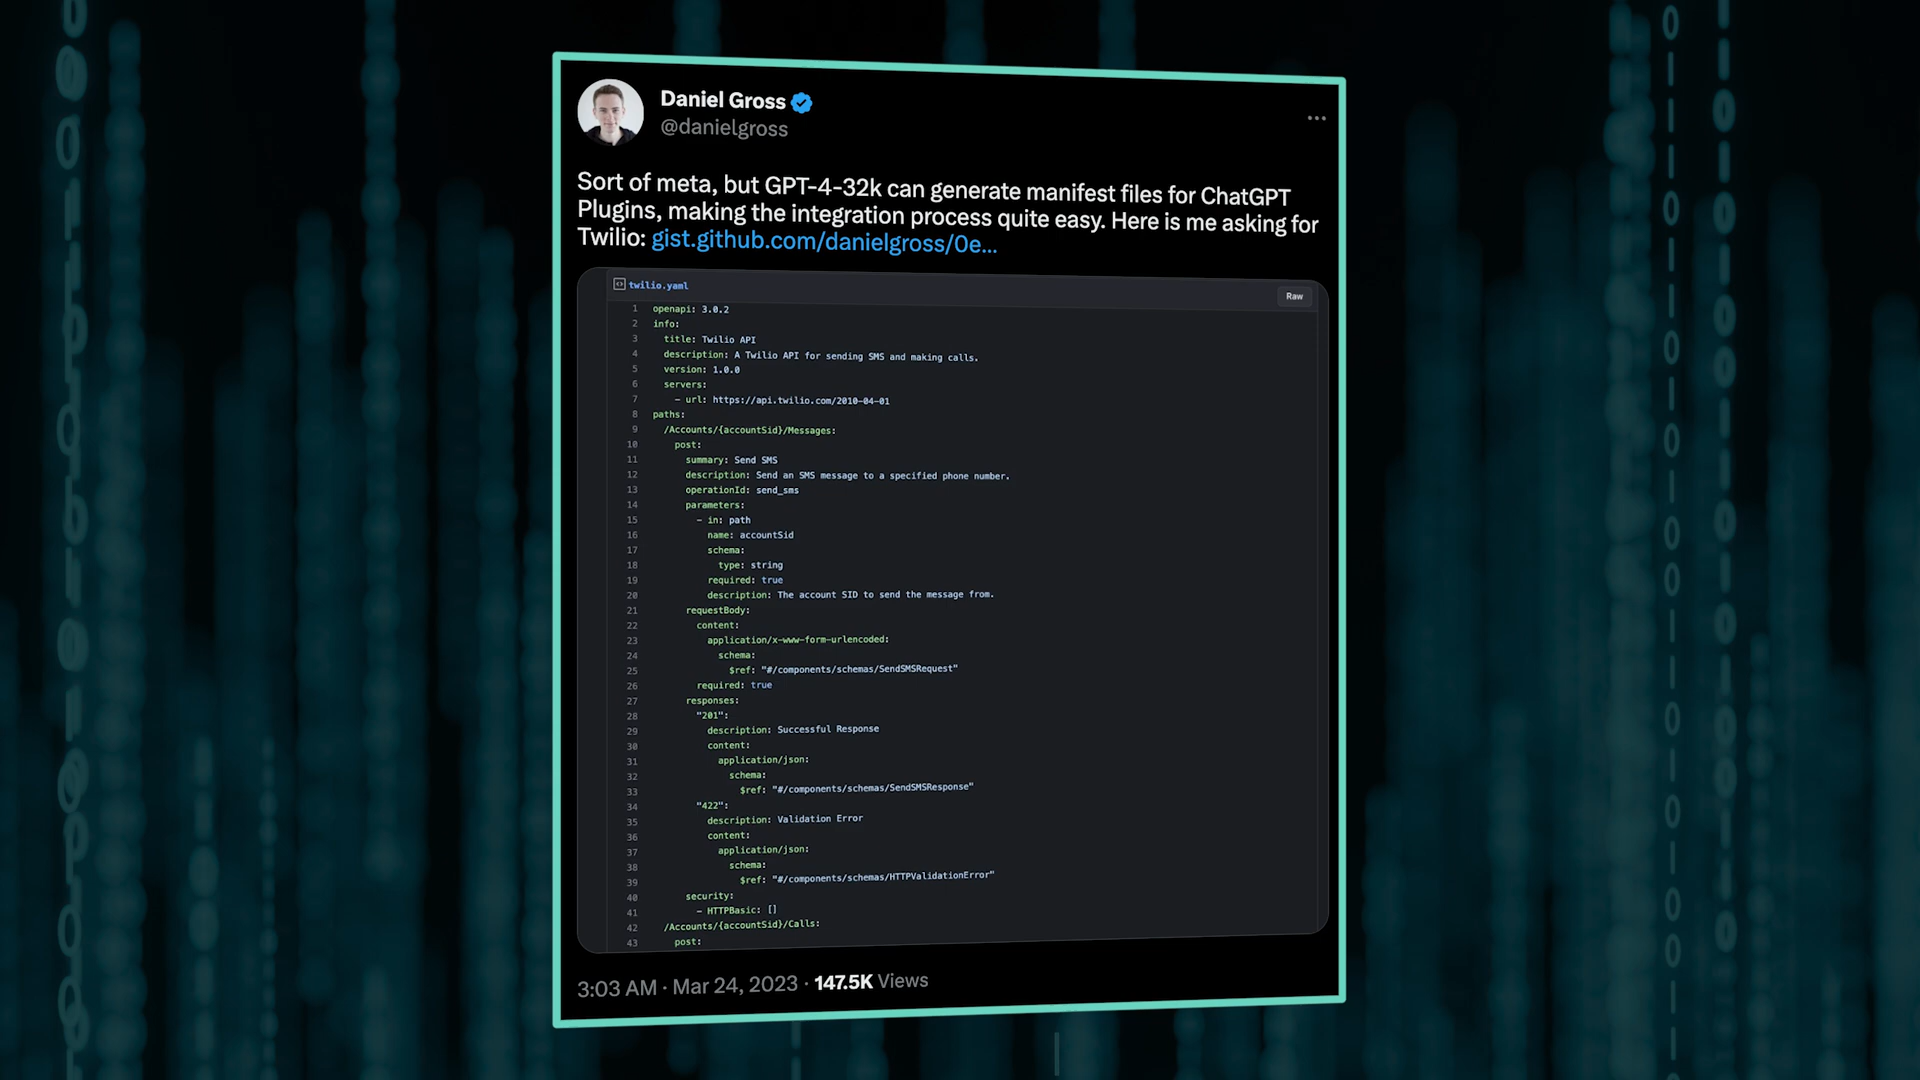 Daniel Gross
@danielgross
Sort of meta, but GPT-4-32k can generate manifest files for ChatGPT
Plugins, making the integration process quite easy. Here is me asking for
Twilio: gist.github.com/danielgross/0e...
twilio.yaml
Raw
1 openapi: 3.0.2
2 info:
3 title: Twilio API
4 description: A Twilio API for sending SMS and making calls.
5 version: 1.0.0
6 servers:
7 - url: https://api.twilio.com/2010-04-01
8 paths:
9 /Accounts/{accountSid}/Messages:
10 post:
11 summary: Send SMS
12 description: Send an SMS message to a specified phone number.
13 operationId: send_sms
14 parameters:
15 - in: path
16 name: accountSid
17 schema:
18 type: string
19 required: true
20 description: The account SID to send the message from.
21 requestBody:
22 content:
23 application/x-www-form-urlencoded:
24 schema:
25 $ref: "#/components/schemas/SendSMSRequest"
26 required: true
27 responses:
28 "201":
29 description: Successful Response
30 content:
31 application/json:
32 schema:
33 $ref: "#/components/schemas/SendSMSResponse"
34 "422":
35 description: Validation Error
36 content:
37 application/json:
38 schema:
39 $ref: "#/components/schemas/HTTPValidationError"
40 security:
41 - HTTPBasic: []
42 /Accounts/{accountSid}/Calls:
43 post:
3:03 AM · Mar 24, 2023 · 147.5K Views